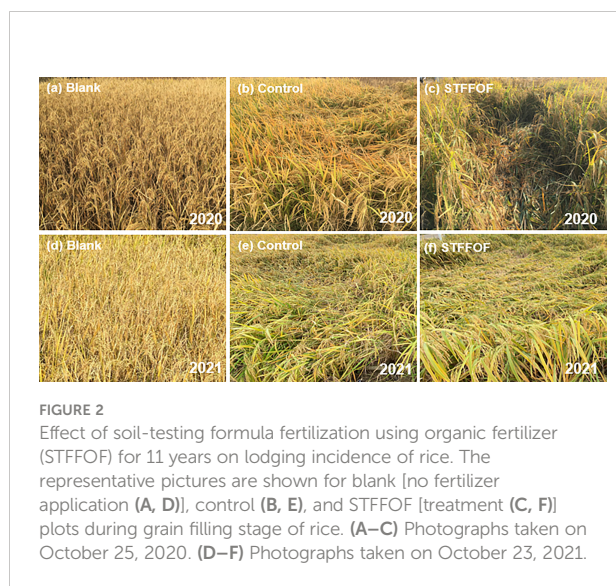 (a) Blank
(b) Control
(c) STFFOF
2020
2020
2020
(d) Blank
(e) Control
(f) STFFOF
2021
2021
2021
FIGURE 2
Effect of soil-testing formula fertilization using organic fertilizer
(STFFOF) for 11 years on lodging incidence of rice. The
representative pictures are shown for blank [no fertilizer
application (A, D)], control (B, E), and STFFOF [treatment (C, F)]
plots during grain filling stage of rice. (A–C) Photographs taken on
October 25, 2020. (D–F) Photographs taken on October 23, 2021.